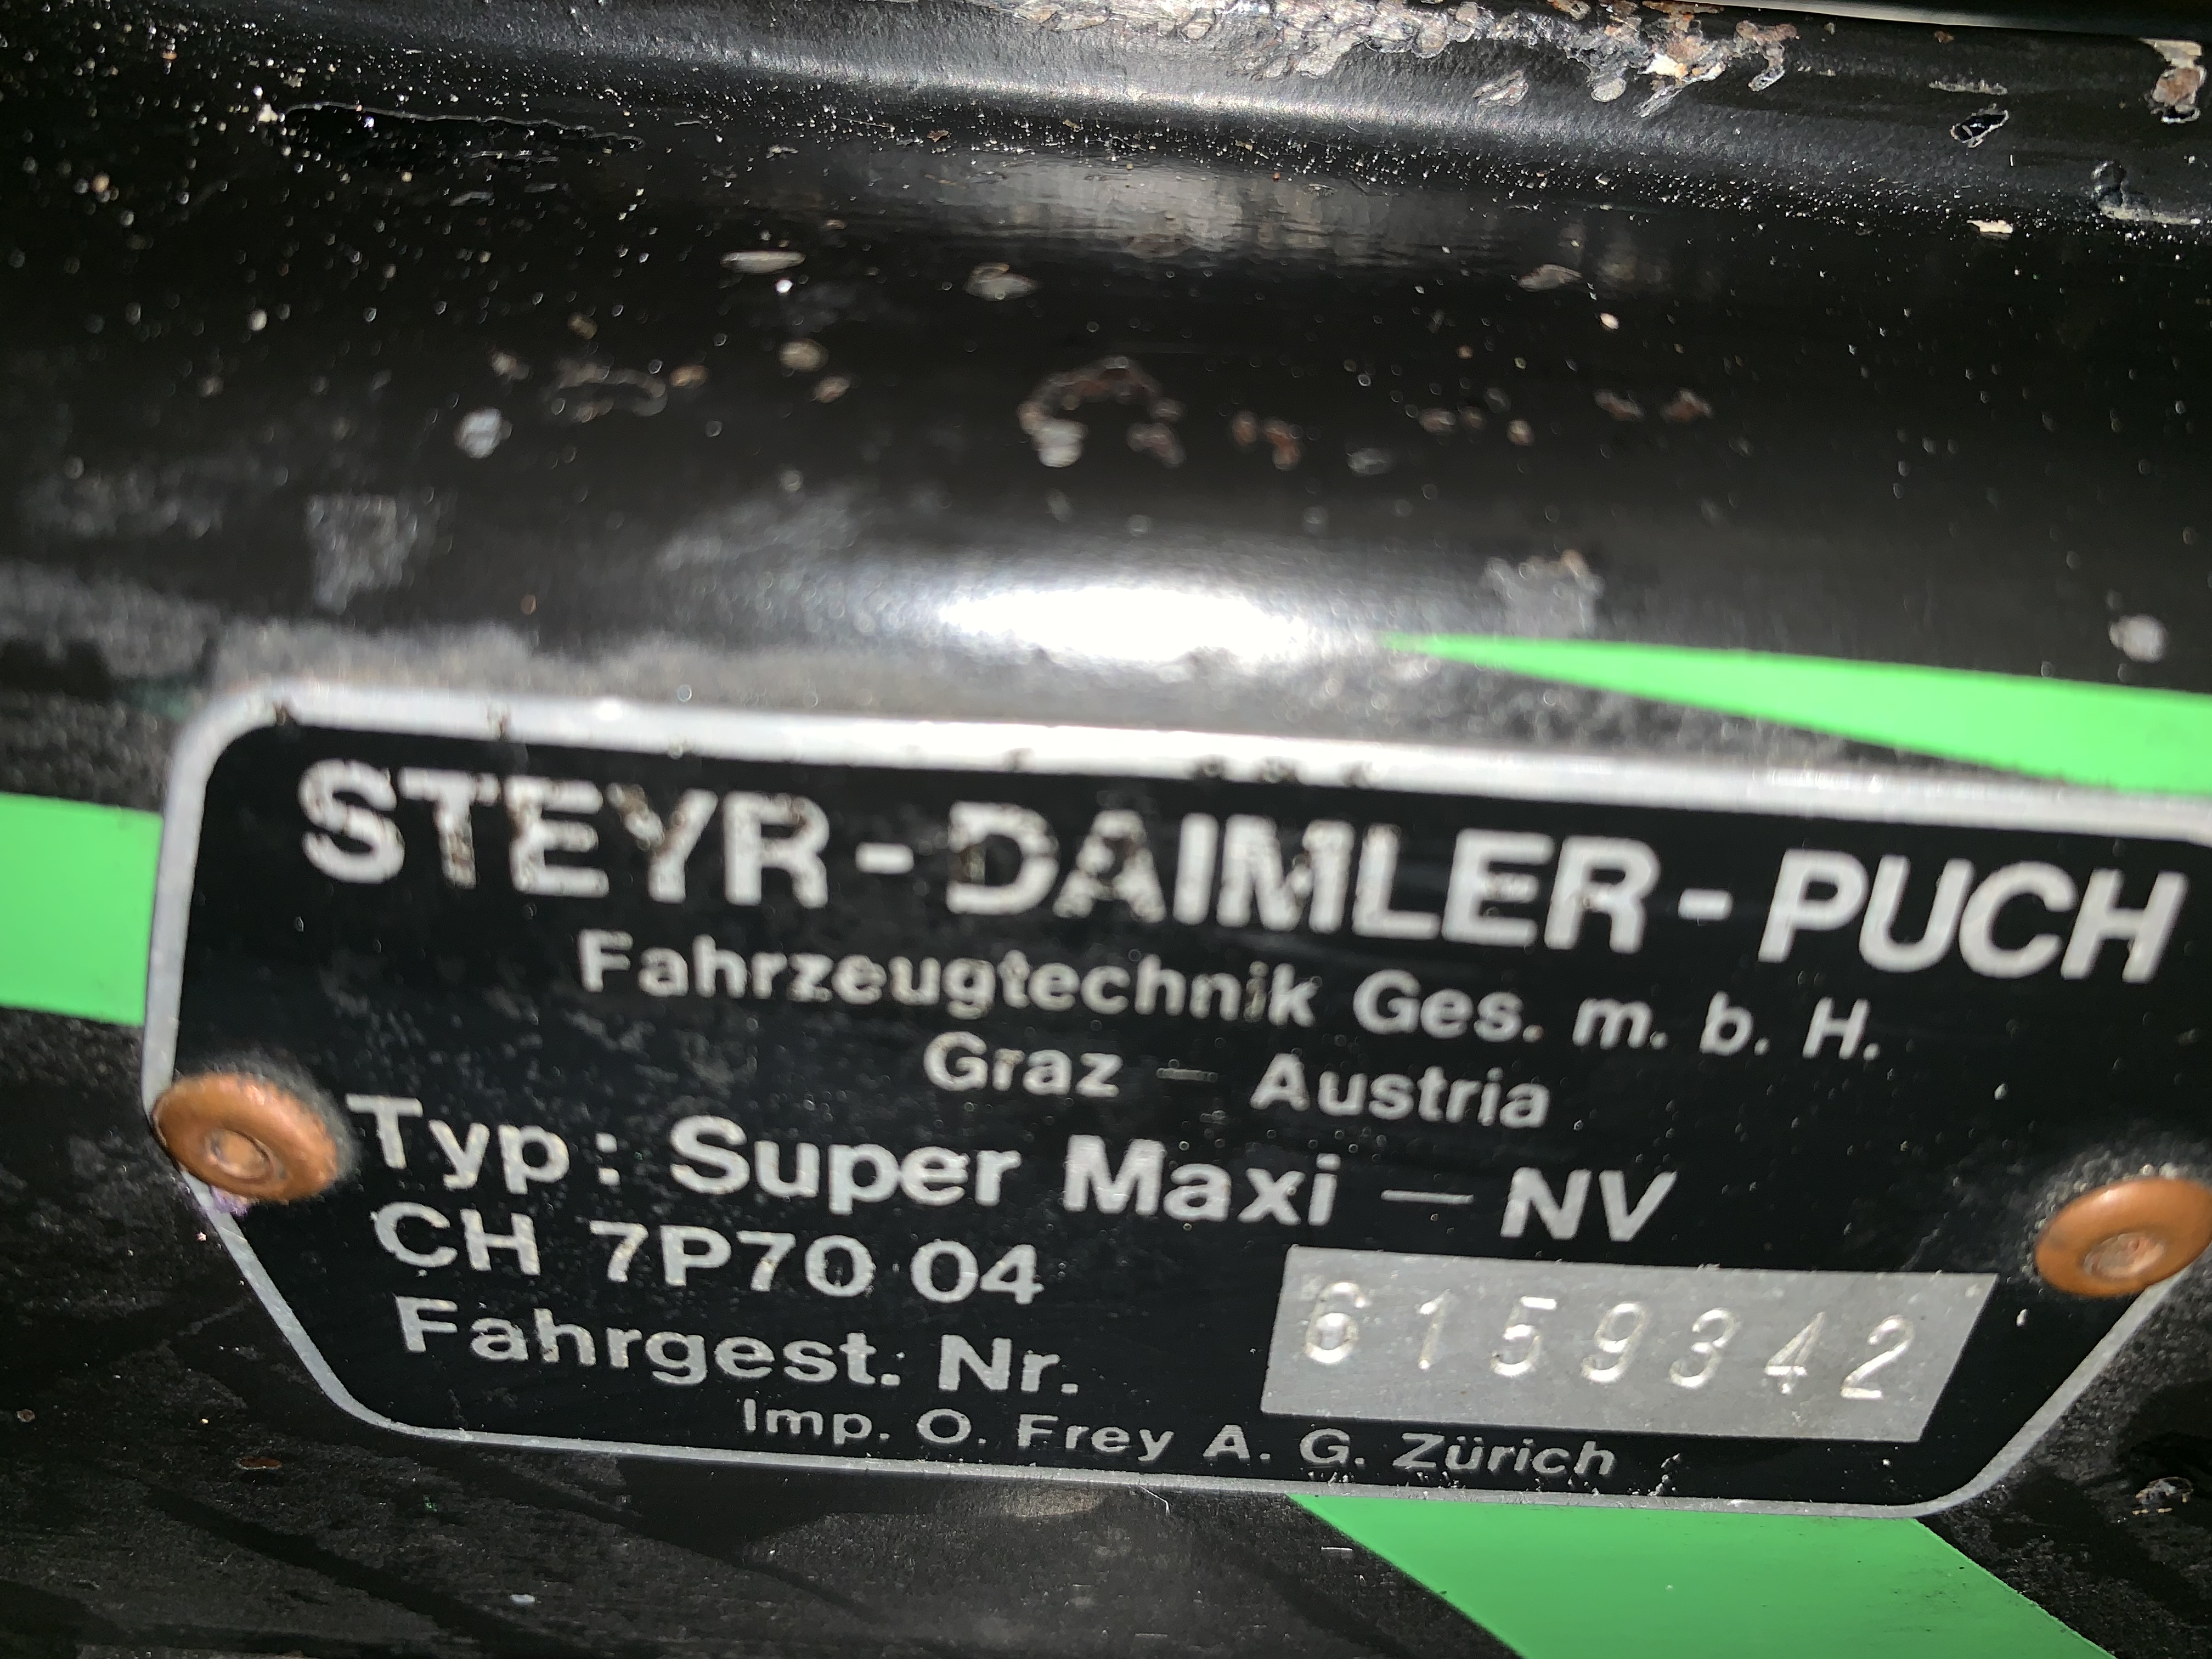 STEYR - DAIMLER - PUCH
Fahrzeugtechnik Ges. m. b. H.
Graz — Austria
Typ: Super Maxi — NV
CH 7P70 04
Fahrgest. Nr. 6159342
Imp. O. Frey A. G. Zürich